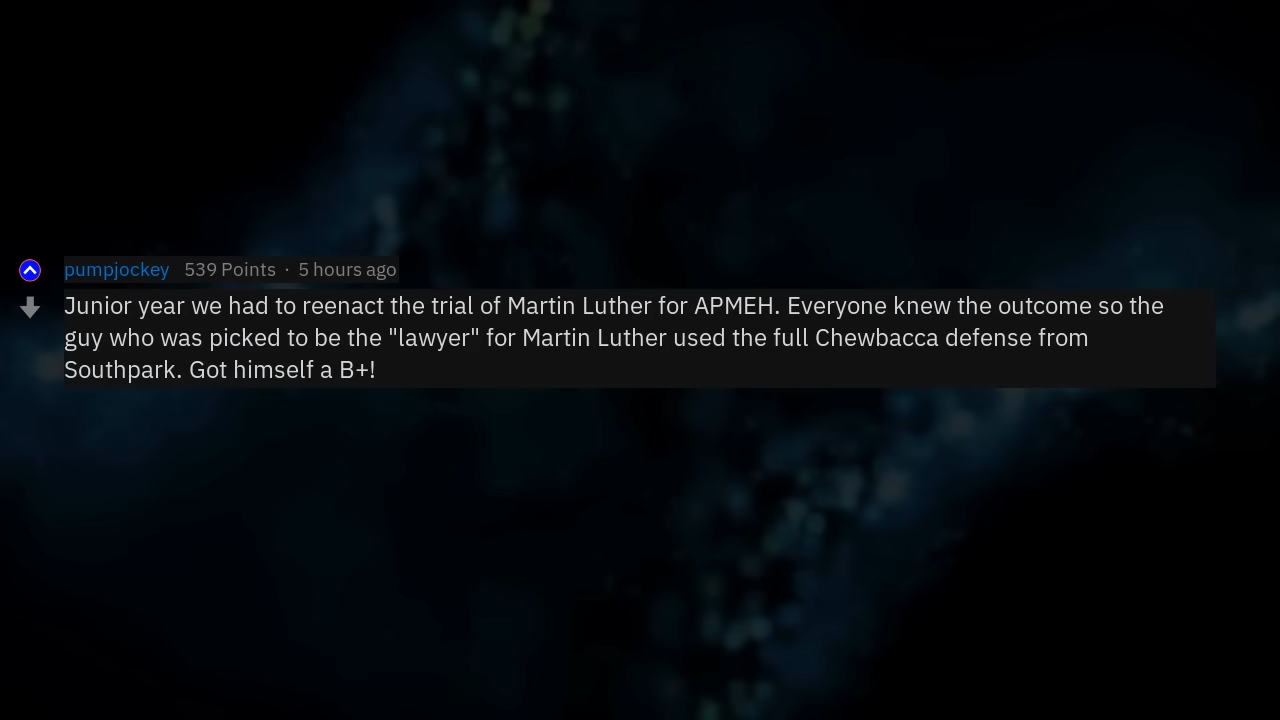 pumpjockey 539 Points · 5 hours ago
Junior year we had to reenact the trial of Martin Luther for APMEH. Everyone knew the outcome so the
guy who was picked to be the "lawyer" for Martin Luther used the full Chewbacca defense from
Southpark. Got himself a B+!